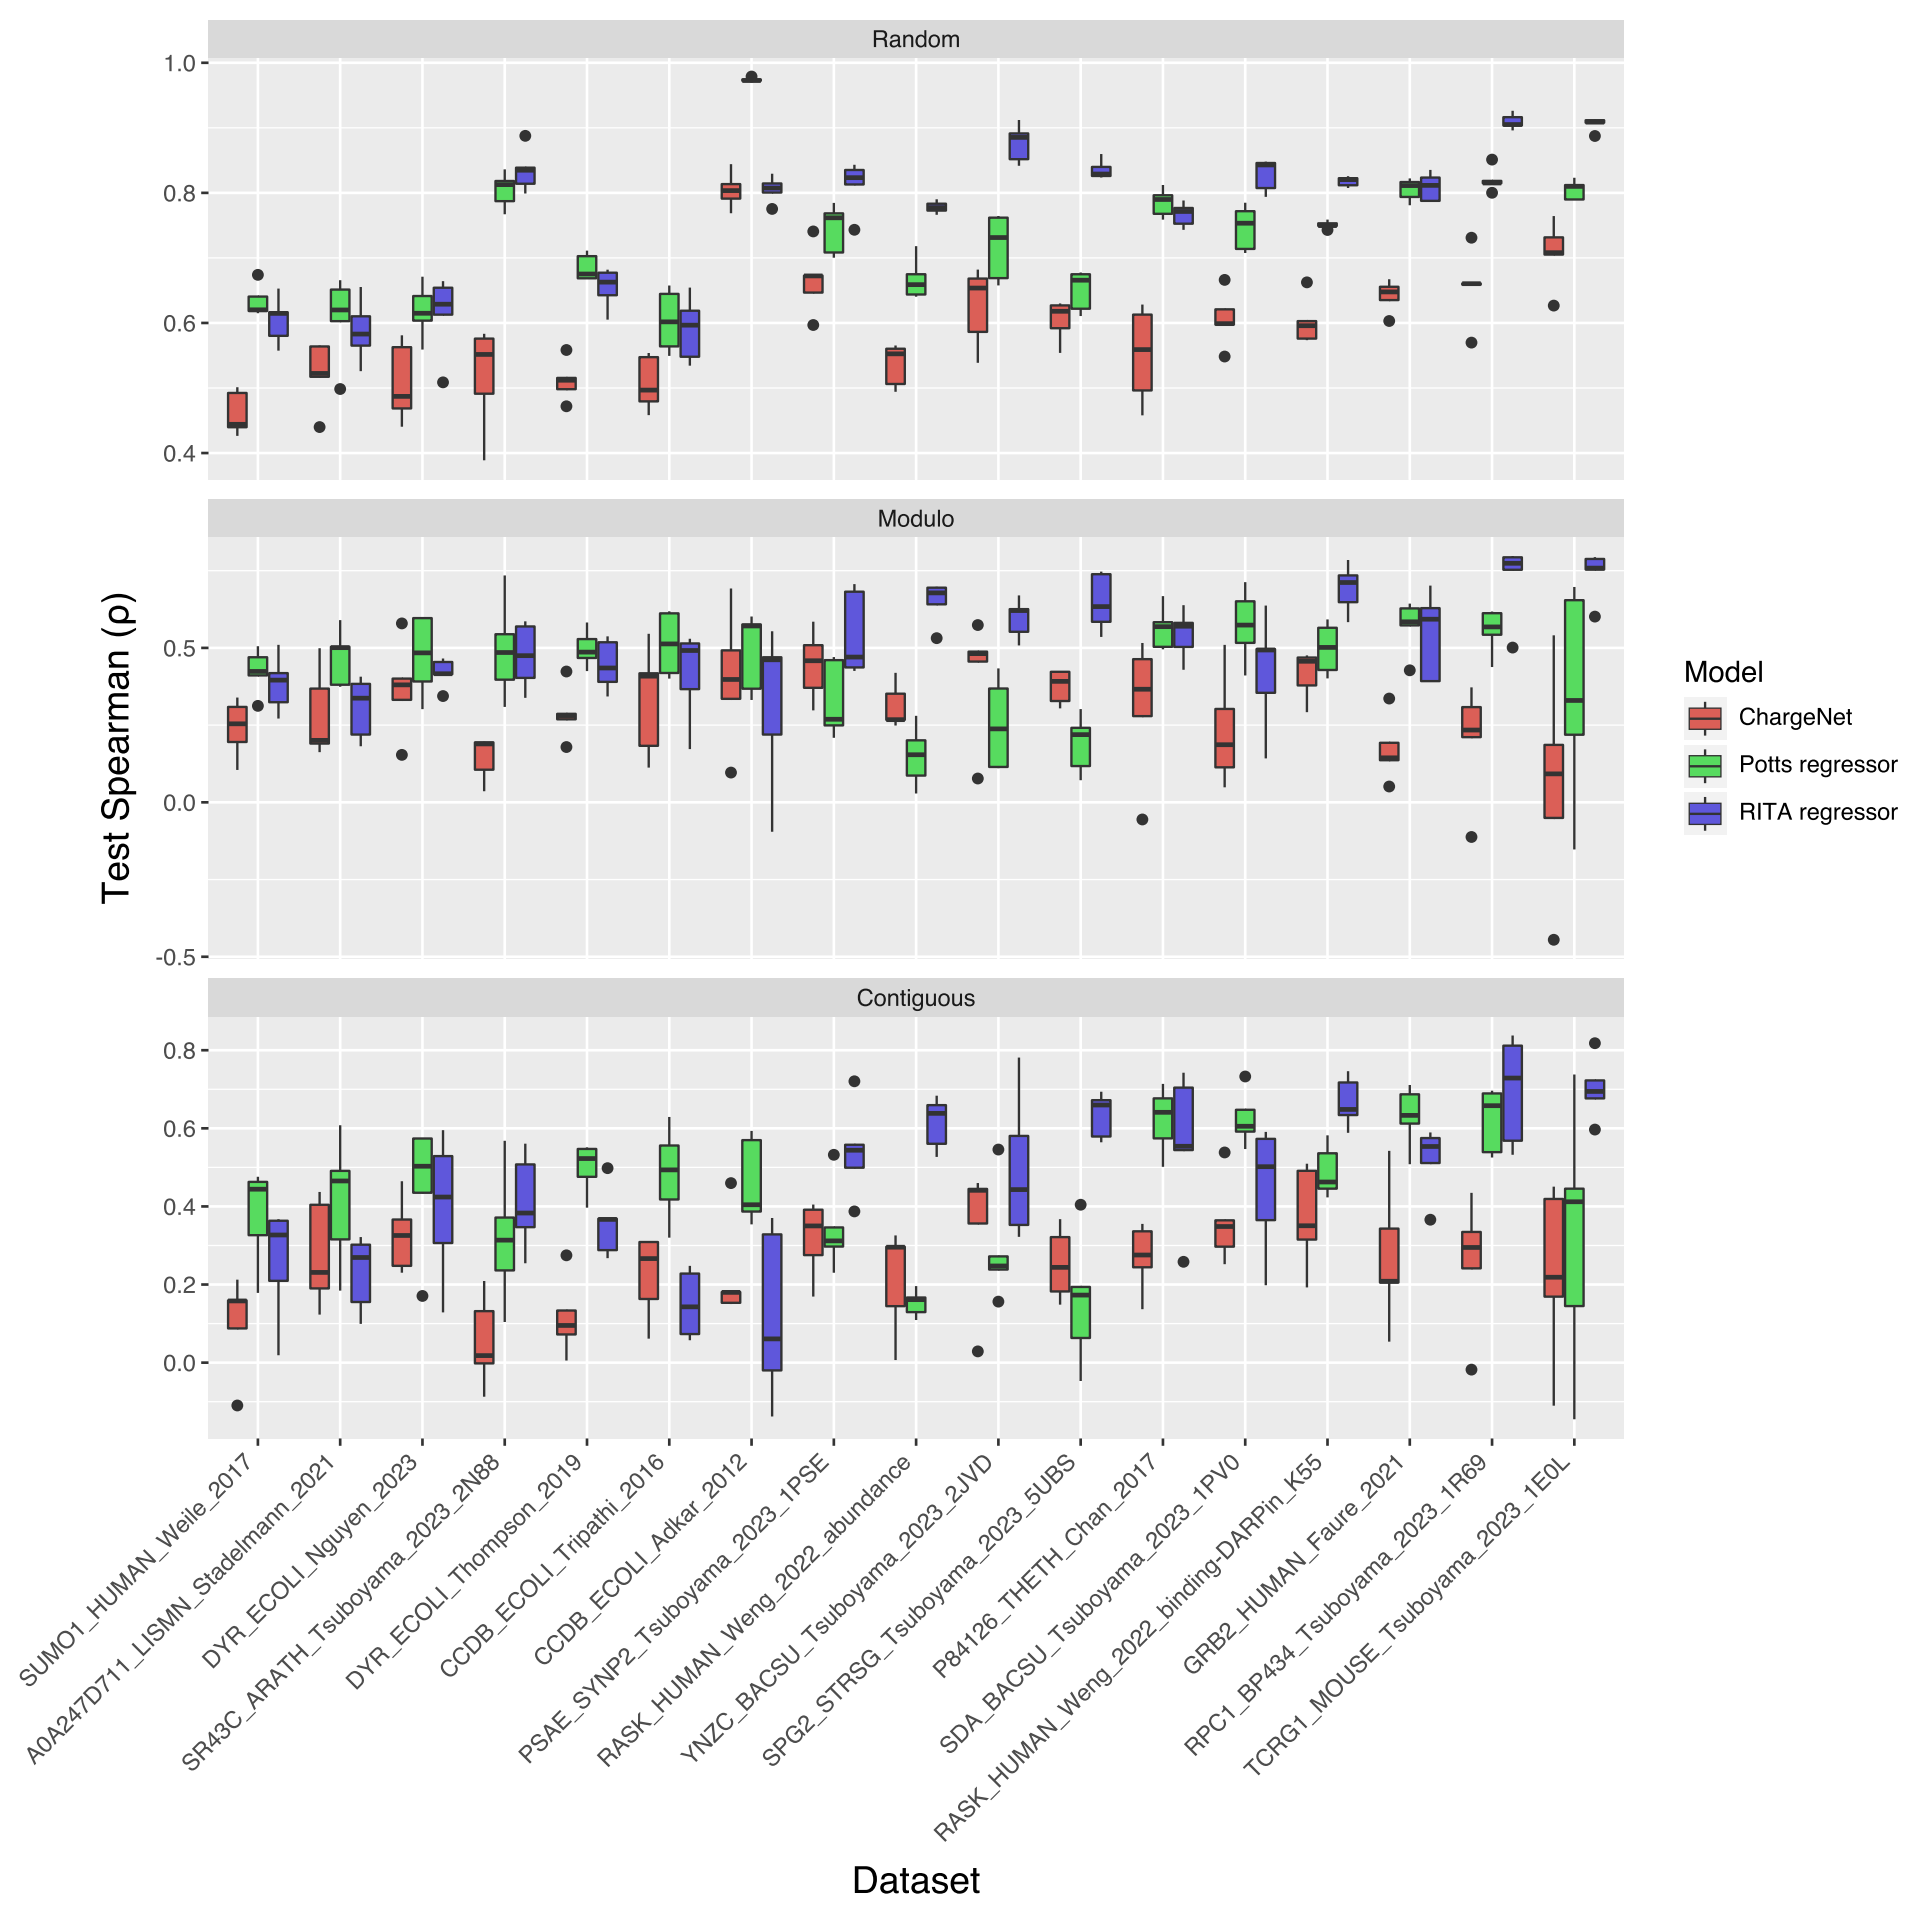 Random
1.0
0.8
0.6
0.4
Modulo
0.5
0.0
-0.5
Contiguous
0.8
0.6
0.4
0.2
0.0
Test Spearman (ρ)
SUMO1_HUMAN_Weile_2017
A0A247D711_LISMN_Stadelmann_2021
DYR_ECOLI_Nguyen_2023
SR43C_ARATH_Tsuboyama_2023_2N88
DYR_ECOLI_Thompson_2019
CCDB_ECOLI_Tripathi_2016
CCDB_ECOLI_Adkar_2012
PSAE_SYNP2_Tsuboyama_2023_1PSE
RASK_HUMAN_Weng_2022_abundance
YNZC_BACSU_Tsuboyama_2023_2JVD
SPG2_STRSG_Tsuboyama_2023_5UBS
P84126_THETH_Chan_2017
SDA_BACSU_Tsuboyama_2023_1PV0
RASK_HUMAN_Weng_2022_binding-DARPin_K55
GRB2_HUMAN_Faure_2021
RPC1_BP434_Tsuboyama_2023_1R69
TCRG1_MOUSE_Tsuboyama_2023_1E0L
Dataset
Model
ChargeNet
Potts regressor
RITA regressor